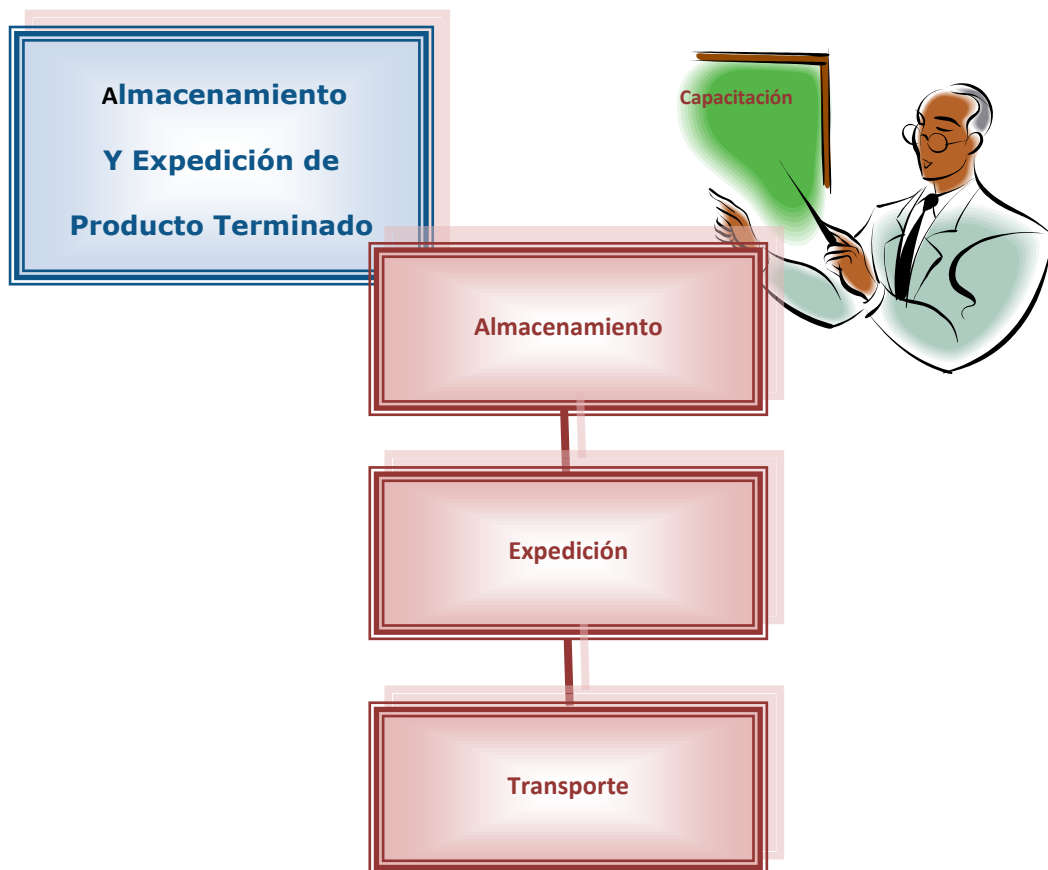 Almacenamiento
Y Expedición de
Producto Terminado
Capacitación
Almacenamiento
Expedición
Transporte